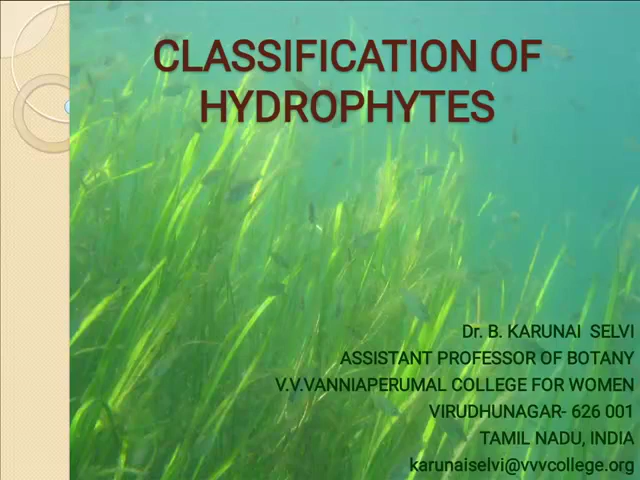 CLASSIFICATION OF
HYDROPHYTES
Dr. B. KARUNAI  SELVI
ASSISTANT PROFESSOR OF BOTANY
V.V.VANNIAPERUMAL COLLEGE FOR WOMEN
VIRUDHUNAGAR- 626 001
TAMIL NADU, INDIA
karunaiselvi@vvvcollege.org